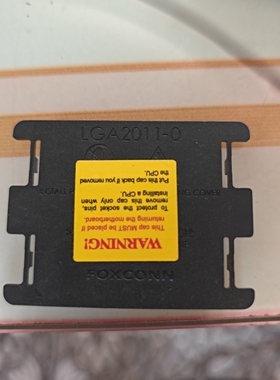 LGA2011-0
COVER
WARNING!
This cap MUST be placed if
returning the motherboard.
To protect the socket pins,
remove this cap only when
installing a CPU.
Put this cap back if you removed
the CPU.
FOXCONN